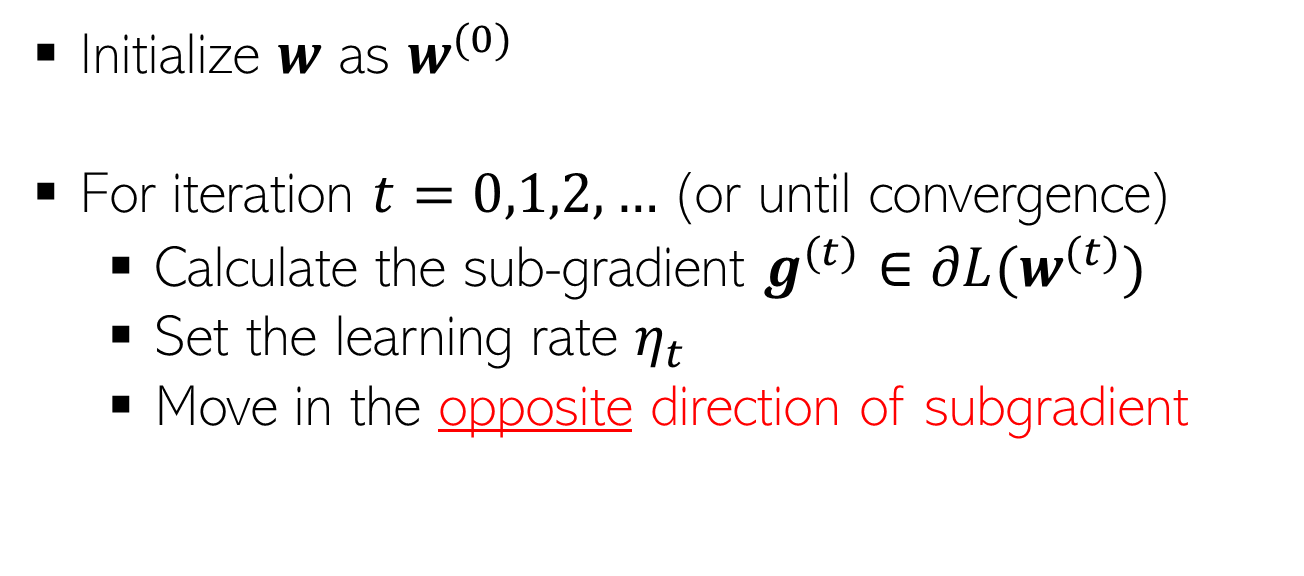 ▪ Initialize 𝒘 as 𝒘⁽⁰⁾
▪ For iteration 𝑡 = 0,1,2, … (or until convergence)
▪ Calculate the sub-gradient 𝒈⁽ᵗ⁾ ∈ ∂𝐿(𝒘⁽ᵗ⁾)
▪ Set the learning rate 𝜂ₜ
▪ Move in the opposite direction of subgradient